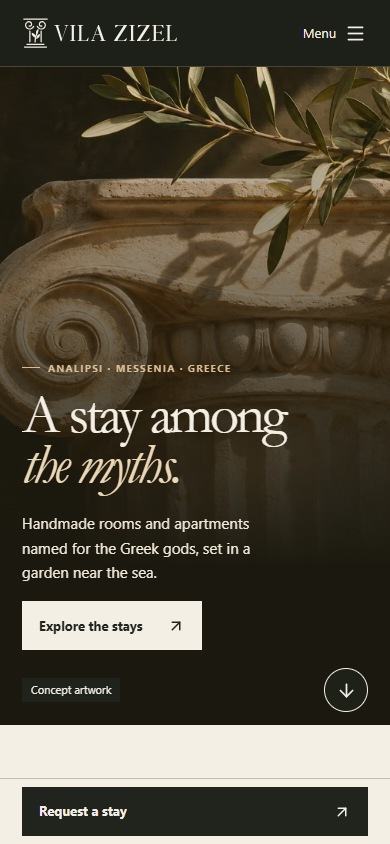 VILA ZIZEL
Menu
ANALIPSI · MESSENIA · GREECE
A stay among
the myths.
Handmade rooms and apartments
named for the Greek gods, set in a
garden near the sea.
Explore the stays
Concept artwork
Request a stay